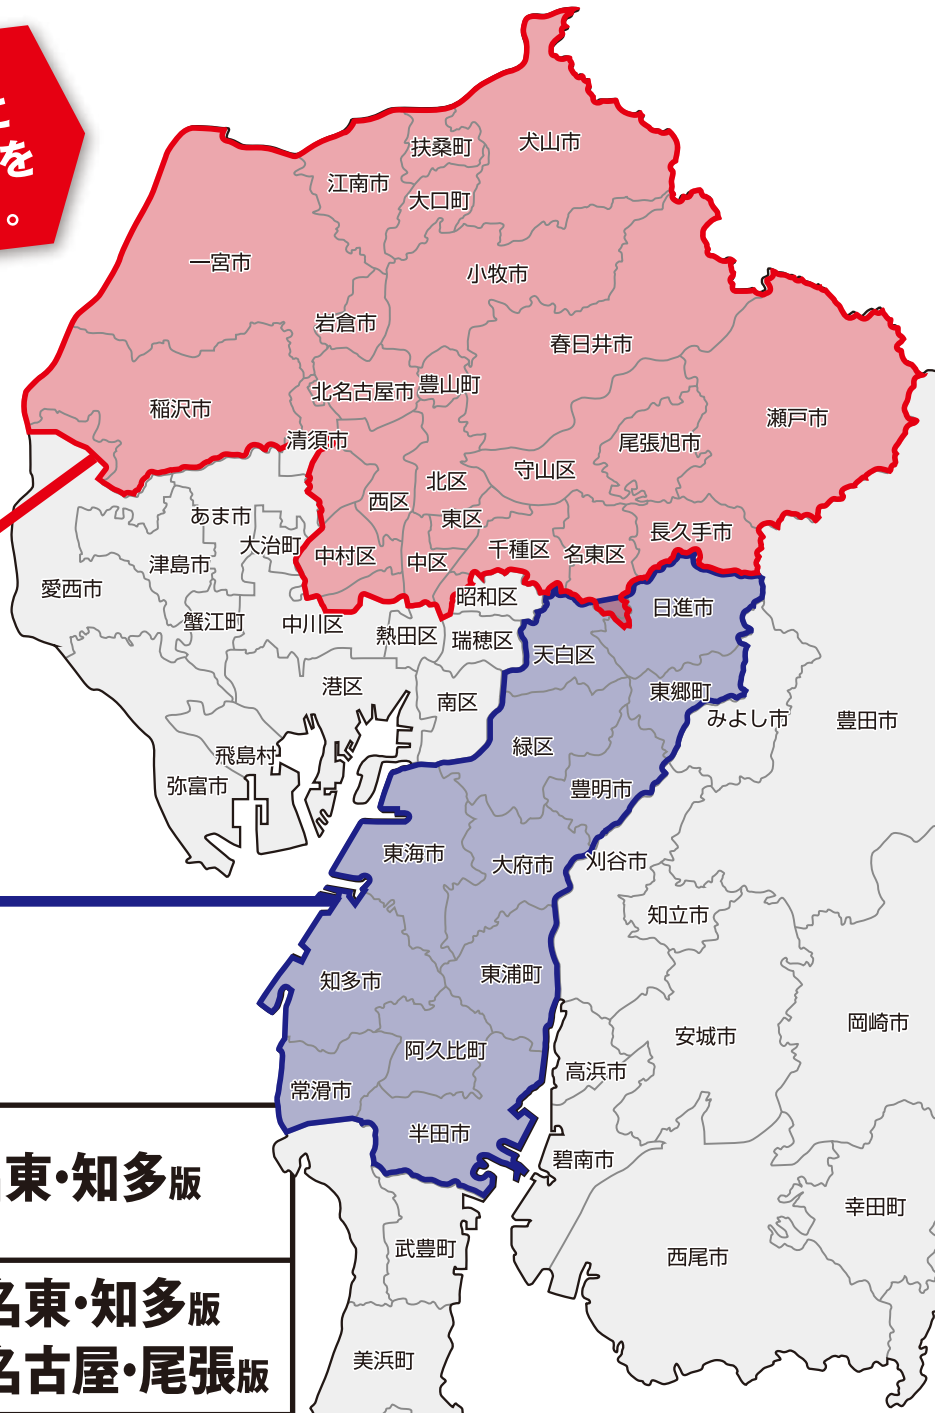 を
。
犬山市
扶桑町
江南市
大口町
一宮市
小牧市
岩倉市
春日井市
北名古屋市
豊山町
稲沢市
瀬戸市
清須市
尾張旭市
守山区
北区
西区
東区
あま市
長久手市
大治町
中村区
千種区
名東区
中区
津島市
愛西市
昭和区
日進市
蟹江町
中川区
熱田区
瑞穂区
天白区
港区
東郷町
南区
みよし市
豊田市
緑区
飛島村
弥富市
豊明市
東海市
大府市
刈谷市
知立市
知多市
東浦町
岡崎市
安城市
阿久比町
高浜市
常滑市
半田市
碧南市
東・知多版
幸田町
武豊町
西尾市
名東・知多版
名古屋・尾張版
美浜町